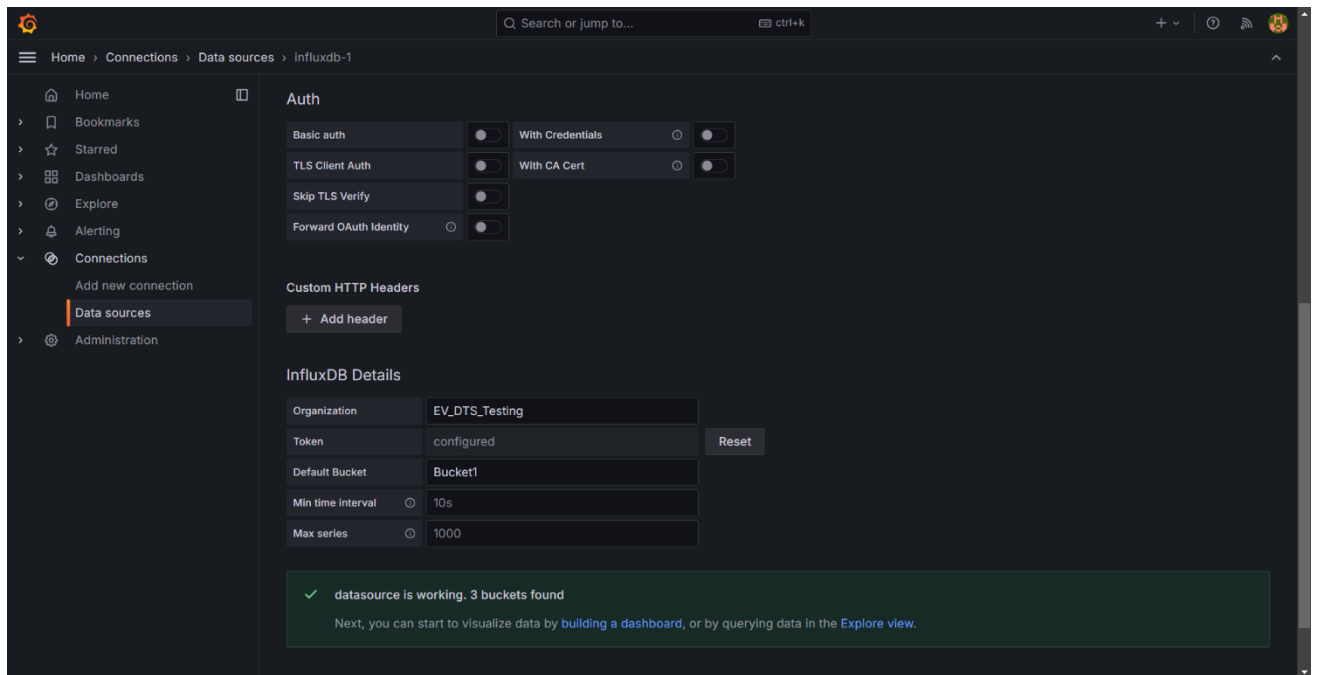 Search or jump to... ctrl+k
Home › Connections › Data sources › influxdb-1
Home
Bookmarks
Starred
Dashboards
Explore
Alerting
Connections
Add new connection
Data sources
Administration
Auth
Basic auth With Credentials
TLS Client Auth With CA Cert
Skip TLS Verify
Forward OAuth Identity
Custom HTTP Headers
+ Add header
InfluxDB Details
Organization EV_DTS_Testing
Token configured Reset
Default Bucket Bucket1
Min time interval 10s
Max series 1000
datasource is working. 3 buckets found
Next, you can start to visualize data by building a dashboard, or by querying data in the Explore view.